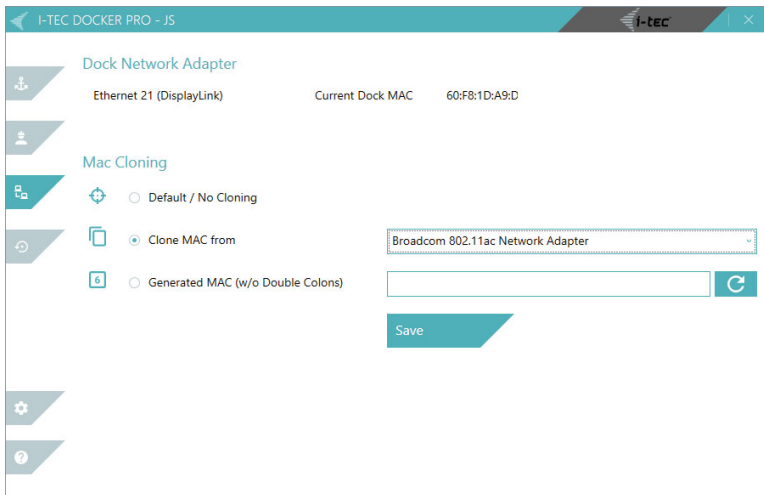 I-TEC DOCKER PRO - JS
i-tec
Dock Network Adapter
Ethernet 21 (DisplayLink) Current Dock MAC 60:F8:1D:A9:D
Mac Cloning
Default / No Cloning
Clone MAC from Broadcom 802.11ac Network Adapter
6 Generated MAC (w/o Double Colons)
Save
?